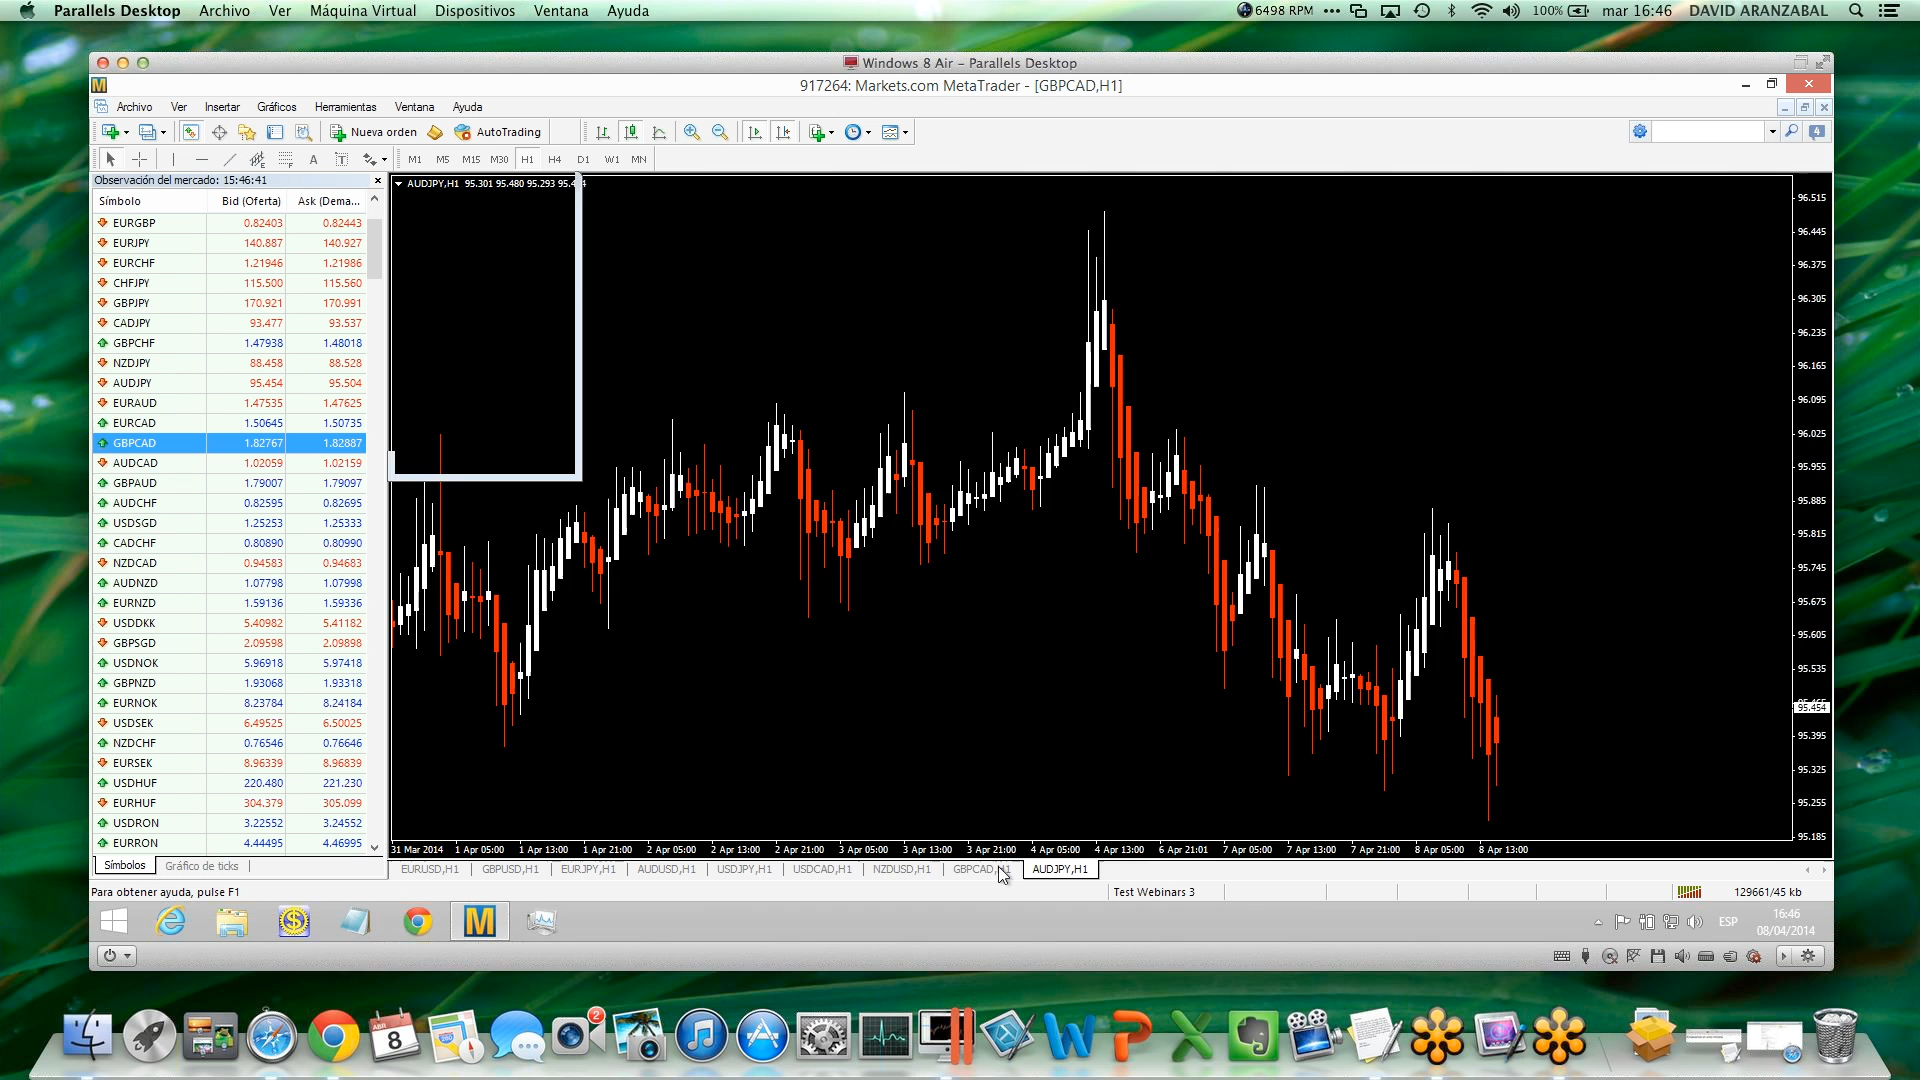 Parallels Desktop Archivo Ver Máquina Virtual Dispositivos Ventana Ayuda 6498 RPM 100% mar 16:46 DAVID ARANZABAL
Windows 8 Air - Parallels Desktop
917264: Markets.com MetaTrader - [GBPCAD,H1]
Archivo Ver Insertar Gráficos Herramientas Ventana Ayuda
Nueva orden AutoTrading 4
A T M1 M5 M15 M30 H1 H4 D1 W1 MN
Observación del mercado: 15:46:41
Símbolo Bid (Oferta) Ask (Dema...
EURGBP 0.82403 0.82443
EURJPY 140.887 140.927
EURCHF 1.21946 1.21986
CHFJPY 115.500 115.560
GBPJPY 170.921 170.991
CADJPY 93.477 93.537
GBPCHF 1.47938 1.48018
NZDJPY 88.458 88.528
AUDJPY 95.454 95.504
EURAUD 1.47535 1.47625
EURCAD 1.50645 1.50735
GBPCAD 1.82767 1.82887
AUDCAD 1.02059 1.02159
GBPAUD 1.79007 1.79097
AUDCHF 0.82595 0.82695
USDSGD 1.25253 1.25333
CADCHF 0.80890 0.80990
NZDCAD 0.94583 0.94683
AUDNZD 1.07798 1.07998
EURNZD 1.59136 1.59336
USDDKK 5.40982 5.41182
GBPSGD 2.09598 2.09898
USDNOK 5.96918 5.97418
GBPNZD 1.93068 1.93318
EURNOK 8.23784 8.24184
USDSEK 6.49525 6.50025
NZDCHF 0.76546 0.76646
EURSEK 8.96339 8.96839
USDHUF 220.480 221.230
EURHUF 304.379 305.099
USDRON 3.22552 3.24552
EURRON 4.44495 4.46995
Símbolos Gráfico de ticks
AUDJPY,H1 95.301 95.480 95.293
96.515
96.445
96.375
96.305
96.235
96.165
96.095
96.025
95.955
95.885
95.815
95.745
95.675
95.605
95.535
95.454
95.395
95.325
95.255
95.185
31 Mar 2014 1 Apr 05:00 1 Apr 13:00 1 Apr 21:00 2 Apr 05:00 2 Apr 13:00 2 Apr 21:00 3 Apr 05:00 3 Apr 13:00 3 Apr 21:00 4 Apr 05:00 4 Apr 13:00 6 Apr 21:01 7 Apr 05:00 7 Apr 13:00 7 Apr 21:00 8 Apr 05:00 8 Apr 13:00
EURUSD,H1 GBPUSD,H1 EURJPY,H1 AUDUSD,H1 USDJPY,H1 USDCAD,H1 NZDUSD,H1 GBPCAD,H1 AUDJPY,H1
Para obtener ayuda, pulse F1 Test Webinars 3 129661/45 kb
ESP 16:46
08/04/2014
ABR
8
2